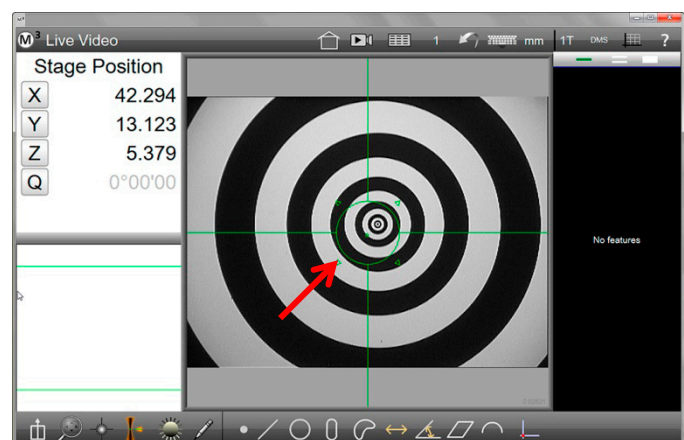 M³ Live Video
1
mm
1T
DMS
?
Stage Position
X 42.294
Y 13.123
Z 5.379
Q 0°00'00
No features